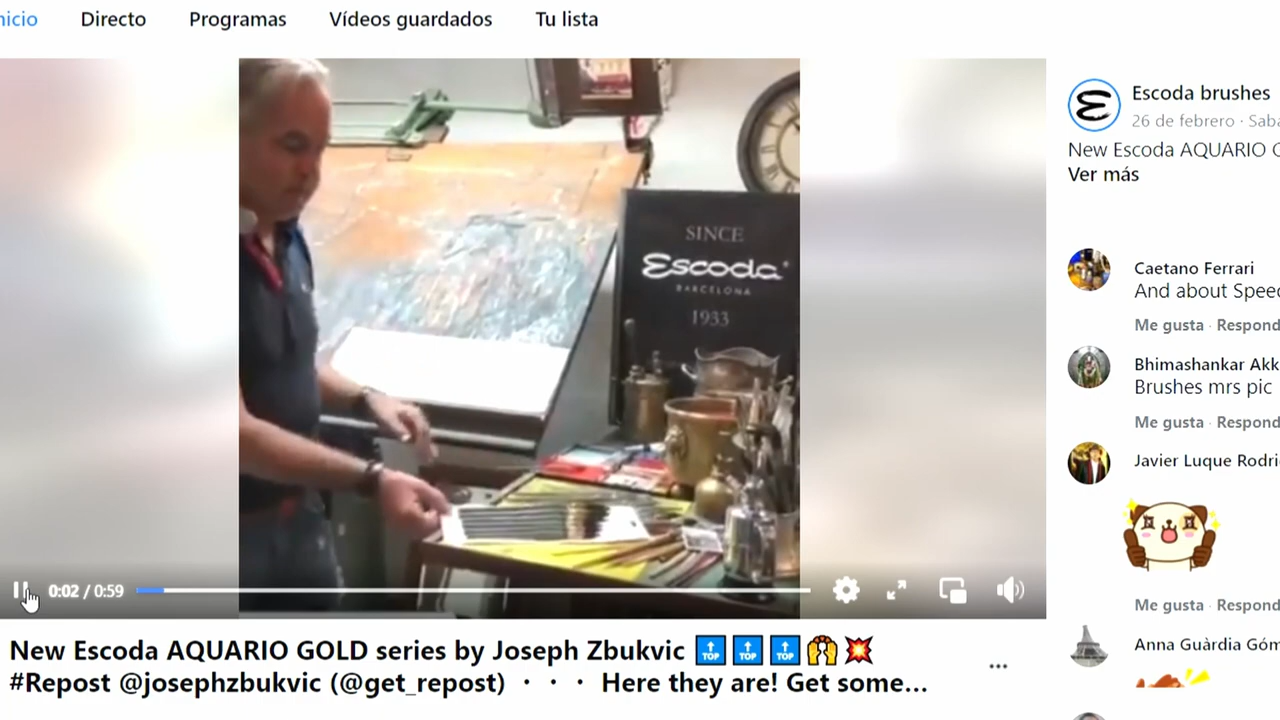 nicio Directo Programas Vídeos guardados Tu lista
SINCE
Escoda
BARCELONA
1933
0:02 / 0:59
New Escoda AQUARIO GOLD series by Joseph Zbukvic TOP TOP TOP
#Repost @josephzbukvic (@get_repost) · · · Here they are! Get some...
Escoda brushes
26 de febrero · Saba
New Escoda AQUARIO G
Ver más
Caetano Ferrari
And about Speed
Me gusta · Respond
Bhimashankar Akk
Brushes mrs pic
Me gusta · Respond
Javier Luque Rodri
Me gusta · Respond
Anna Guàrdia Góm